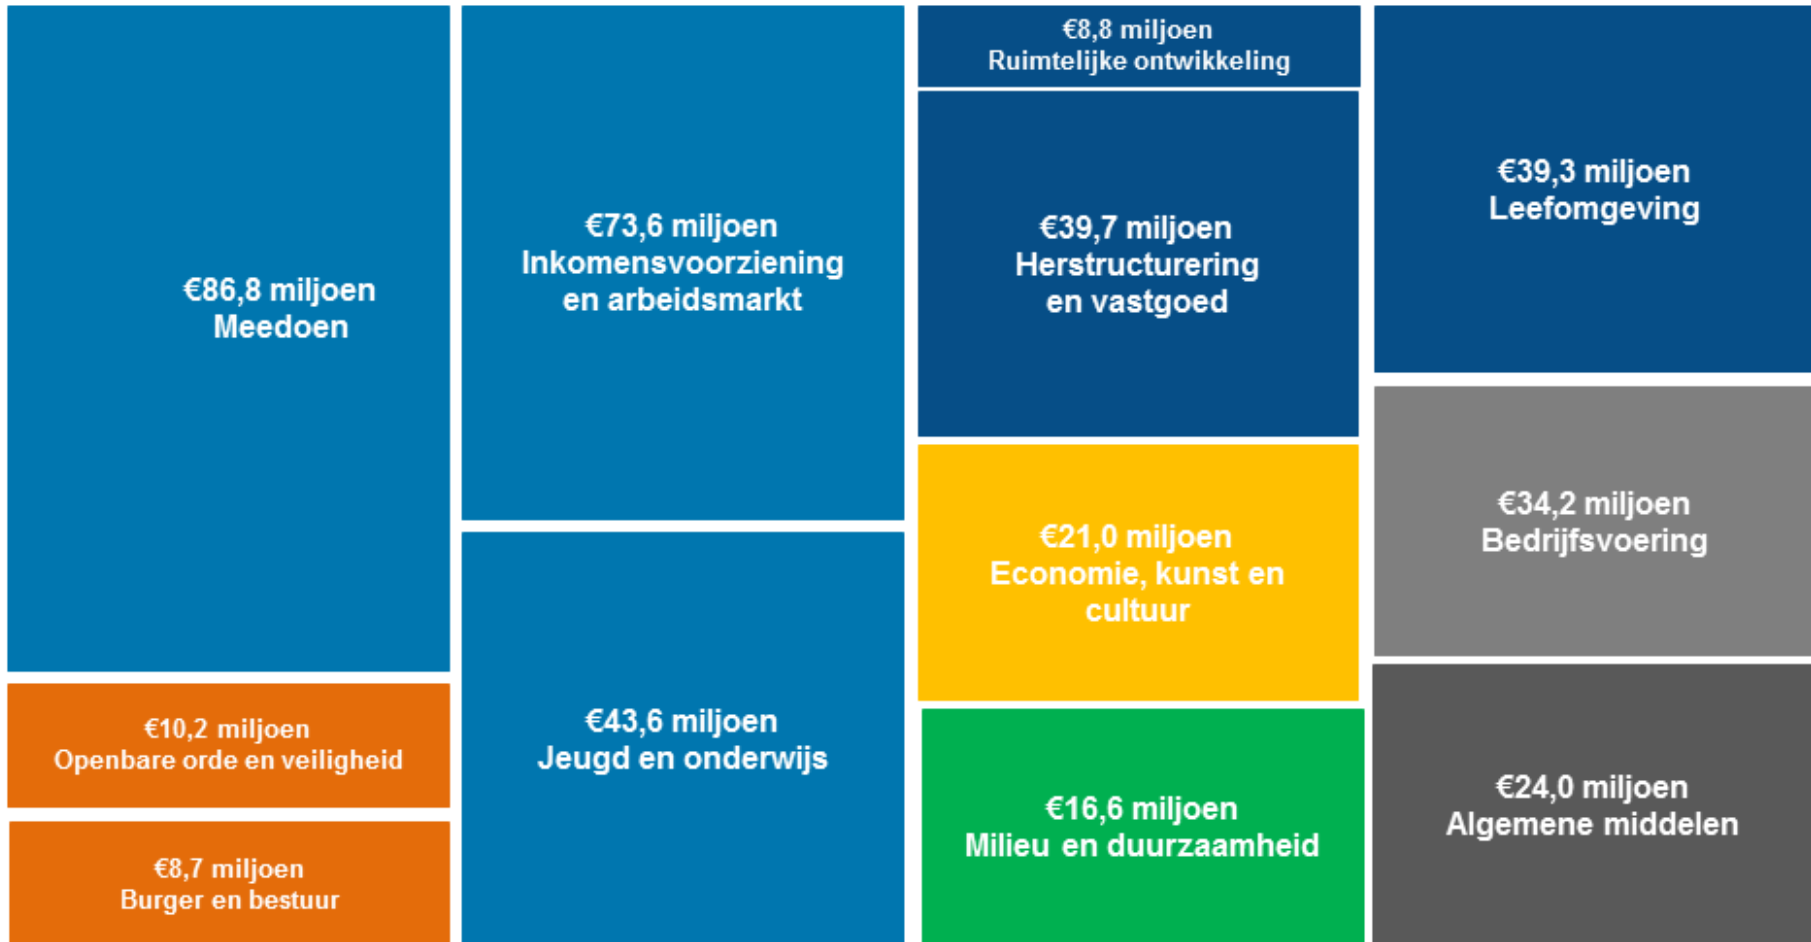 €86,8 miljoen
Meedoen
€10,2 miljoen
Openbare orde en veiligheid
€8,7 miljoen
Burger en bestuur
€73,6 miljoen
Inkomensvoorziening
en arbeidsmarkt
€43,6 miljoen
Jeugd en onderwijs
€8,8 miljoen
Ruimtelijke ontwikkeling
€39,7 miljoen
Herstructurering
en vastgoed
€21,0 miljoen
Economie, kunst en
cultuur
€16,6 miljoen
Milieu en duurzaamheid
€39,3 miljoen
Leefomgeving
€34,2 miljoen
Bedrijfsvoering
€24,0 miljoen
Algemene middelen